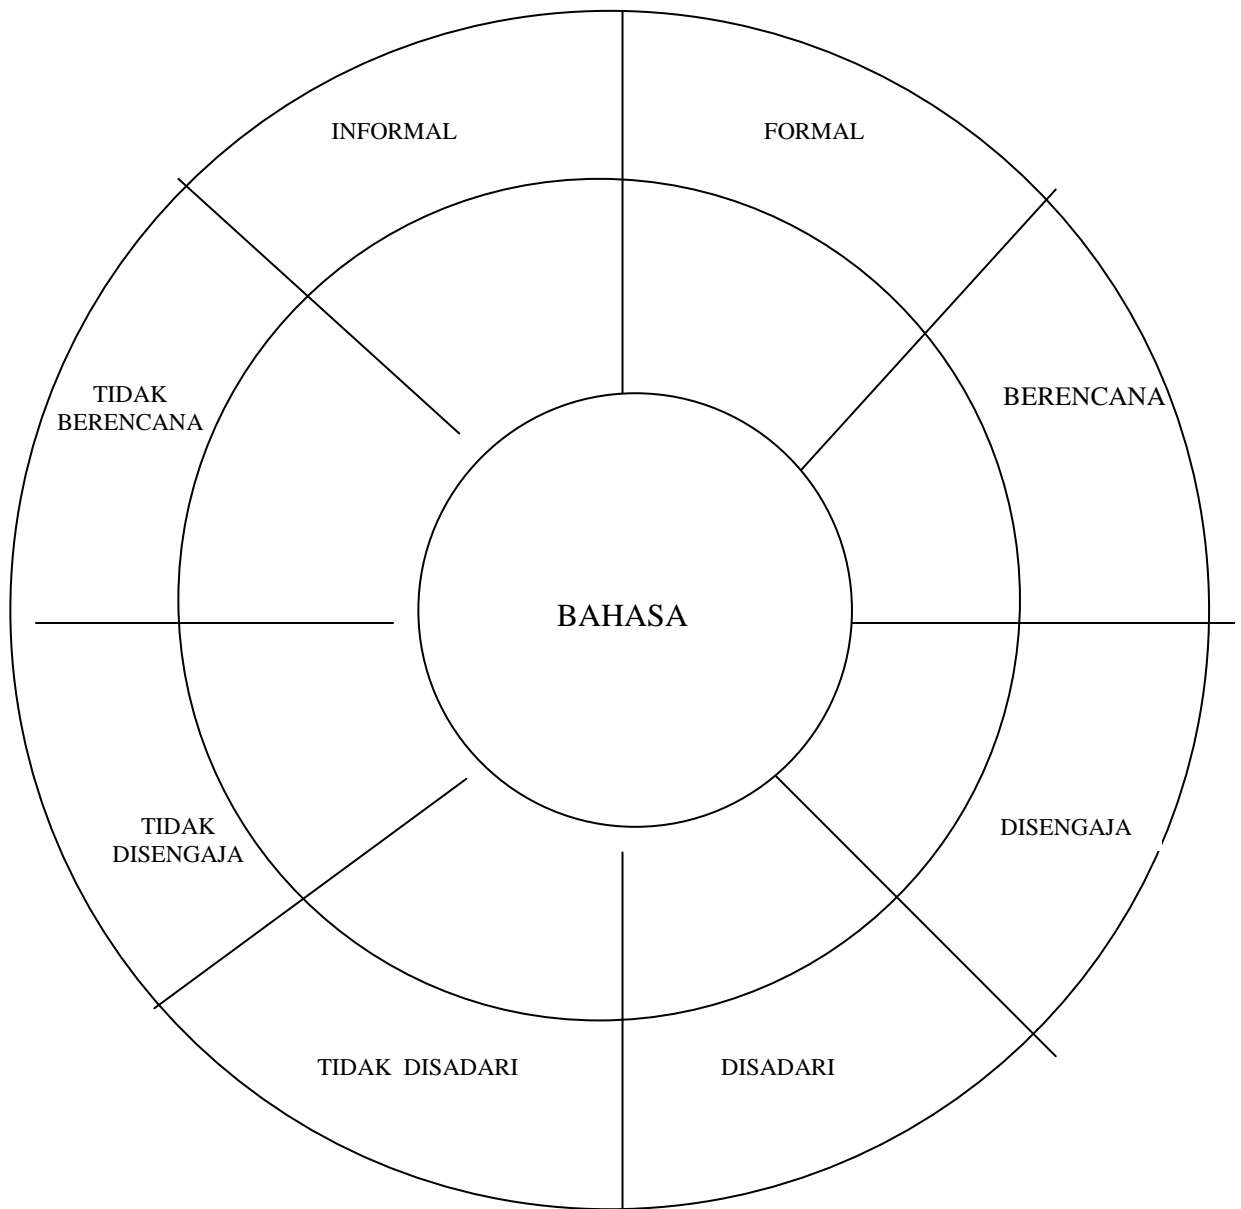 INFORMAL
FORMAL
TIDAK
BERENCANA
BERENCANA
BAHASA
TIDAK
DISENGAJA
DISENGAJA
TIDAK DISADARI
DISADARI